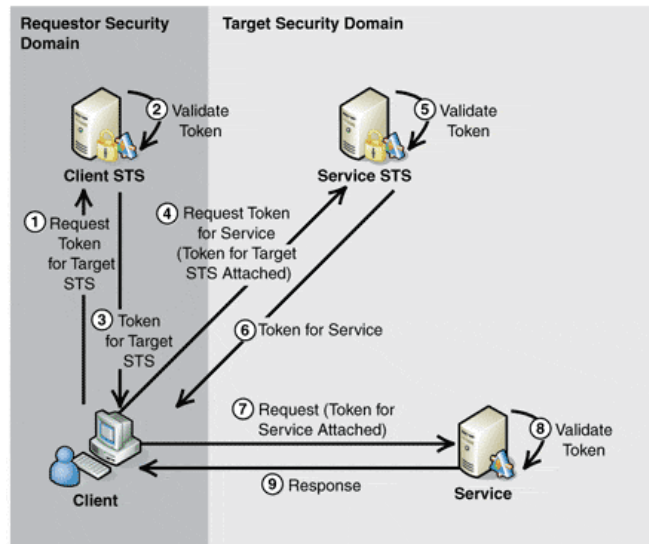 Requestor Security
Domain
Target Security Domain
2 Validate
Token
Client STS
5 Validate
Token
Service STS
1 Request
Token
for Target
STS
4 Request Token
for Service
(Token for Target
STS Attached)
3 Token
for Target
STS
6 Token for Service
7 Request (Token for
Service Attached)
8 Validate
Token
9 Response
Client
Service